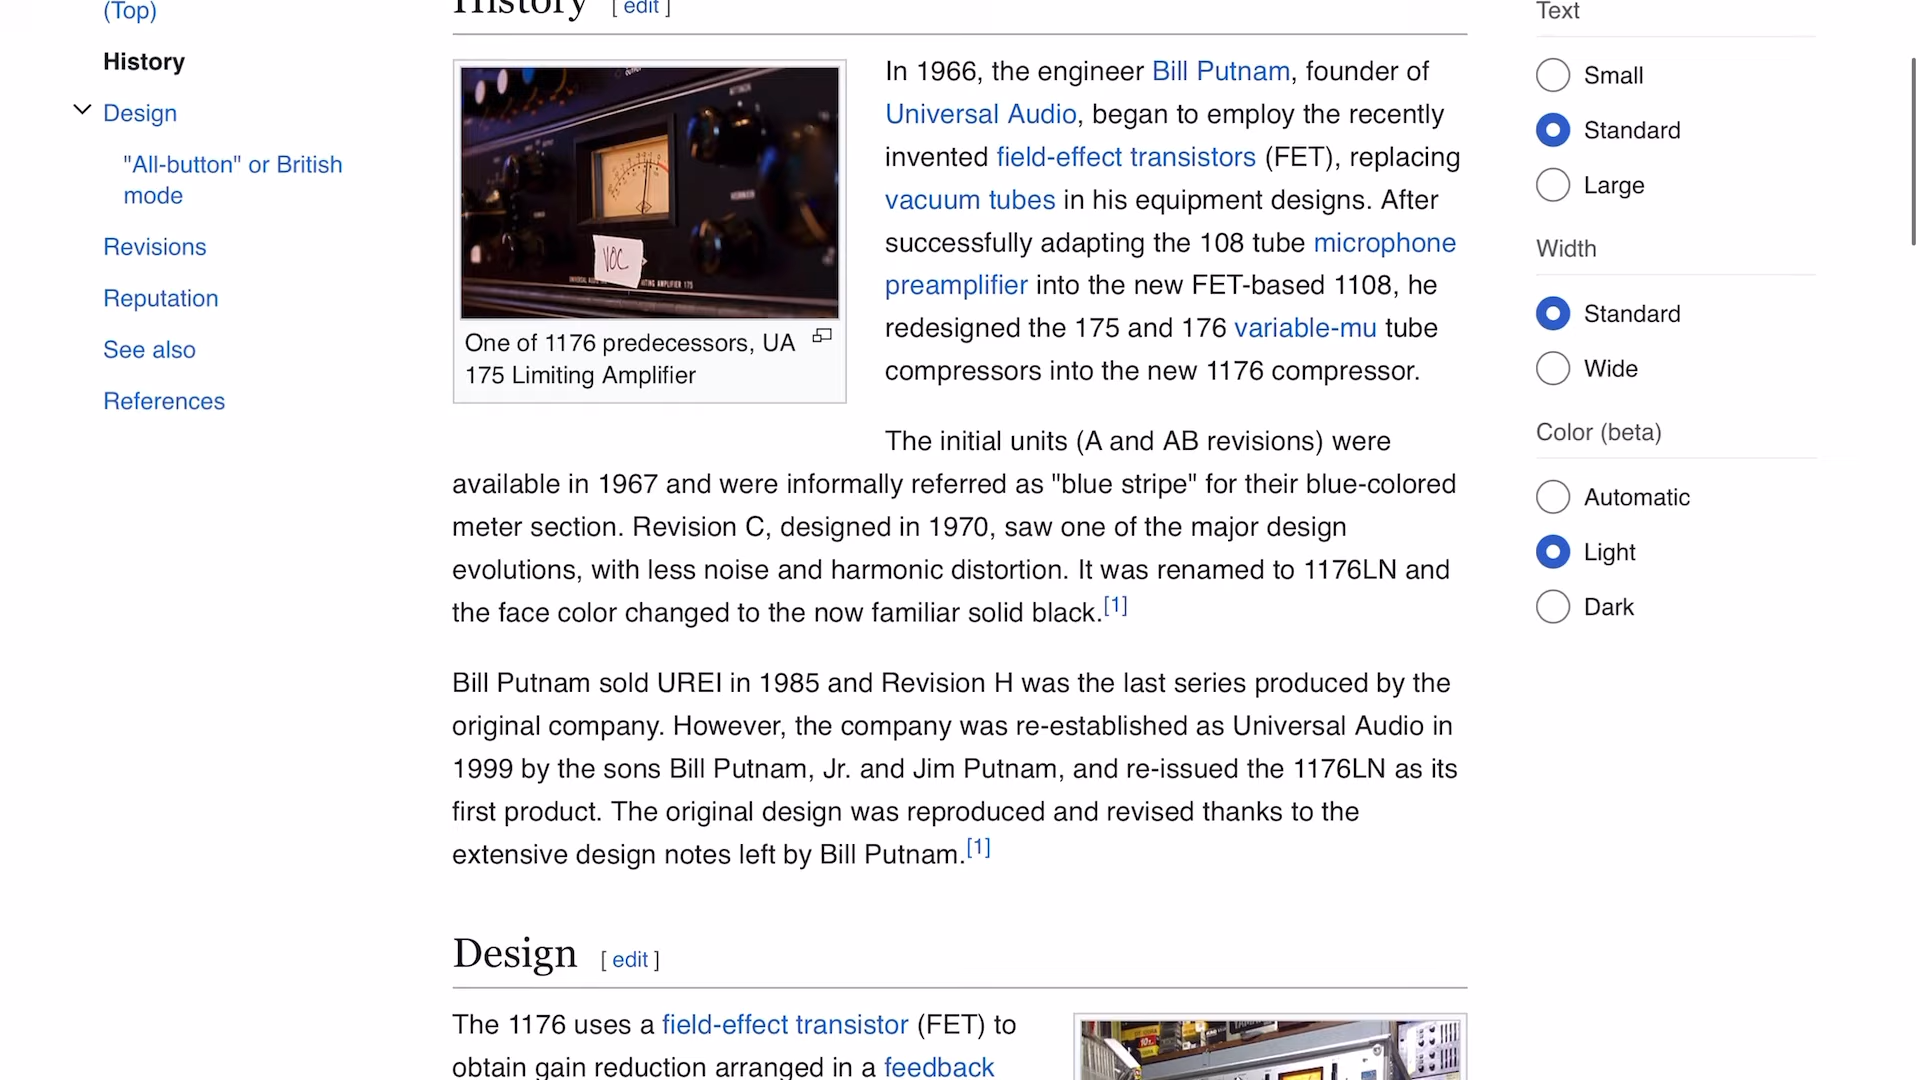 (Top)
History
Design
"All-button" or British
mode
Revisions
Reputation
See also
References
History [ edit ]
VOC
One of 1176 predecessors, UA
175 Limiting Amplifier
In 1966, the engineer Bill Putnam, founder of
Universal Audio, began to employ the recently
invented field-effect transistors (FET), replacing
vacuum tubes in his equipment designs. After
successfully adapting the 108 tube microphone
preamplifier into the new FET-based 1108, he
redesigned the 175 and 176 variable-mu tube
compressors into the new 1176 compressor.
The initial units (A and AB revisions) were
available in 1967 and were informally referred as "blue stripe" for their blue-colored
meter section. Revision C, designed in 1970, saw one of the major design
evolutions, with less noise and harmonic distortion. It was renamed to 1176LN and
the face color changed to the now familiar solid black.[1]
Bill Putnam sold UREI in 1985 and Revision H was the last series produced by the
original company. However, the company was re-established as Universal Audio in
1999 by the sons Bill Putnam, Jr. and Jim Putnam, and re-issued the 1176LN as its
first product. The original design was reproduced and revised thanks to the
extensive design notes left by Bill Putnam.[1]
Design [ edit ]
The 1176 uses a field-effect transistor (FET) to
obtain gain reduction arranged in a feedback
Text
Small
Standard
Large
Width
Standard
Wide
Color (beta)
Automatic
Light
Dark